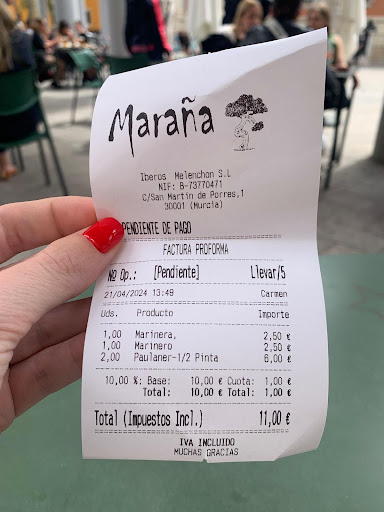 Maraña
Iberos Melenchon S.L
NIF: B-73770471
C/San Martin de Porres,1
30001 (Murcia)
PENDIENTE DE PAGO
FACTURA PROFORMA
Nº Op.: [Pendiente] Llevar/5
21/04/2024 13:49 Carmen
Uds. Producto Importe
1,00 Marinera, 2,50 €
1,00 Marinero 2,50 €
2,00 Paulaner-1/2 Pinta 6,00 €
10,00 %: Base: 10,00 € Cuota: 1,00 €
Total: 10,00 € Total: 1,00 €
Total (Impuestos Incl.) 11,00 €
IVA INCLUIDO
MUCHAS GRACIAS